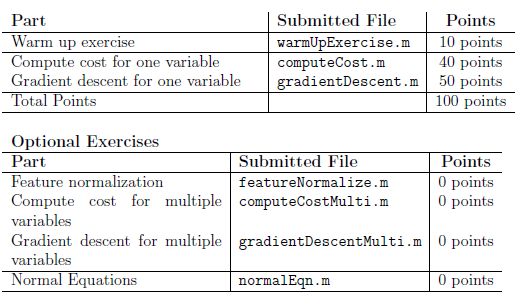 Part Submitted File Points
Warm up exercise warmUpExercise.m 10 points
Compute cost for one variable computeCost.m 40 points
Gradient descent for one variable gradientDescent.m 50 points
Total Points 100 points
Optional Exercises
Part Submitted File Points
Feature normalization featureNormalize.m 0 points
Compute cost for multiple computeCostMulti.m 0 points
variables
Gradient descent for multiple gradientDescentMulti.m 0 points
variables
Normal Equations normalEqn.m 0 points